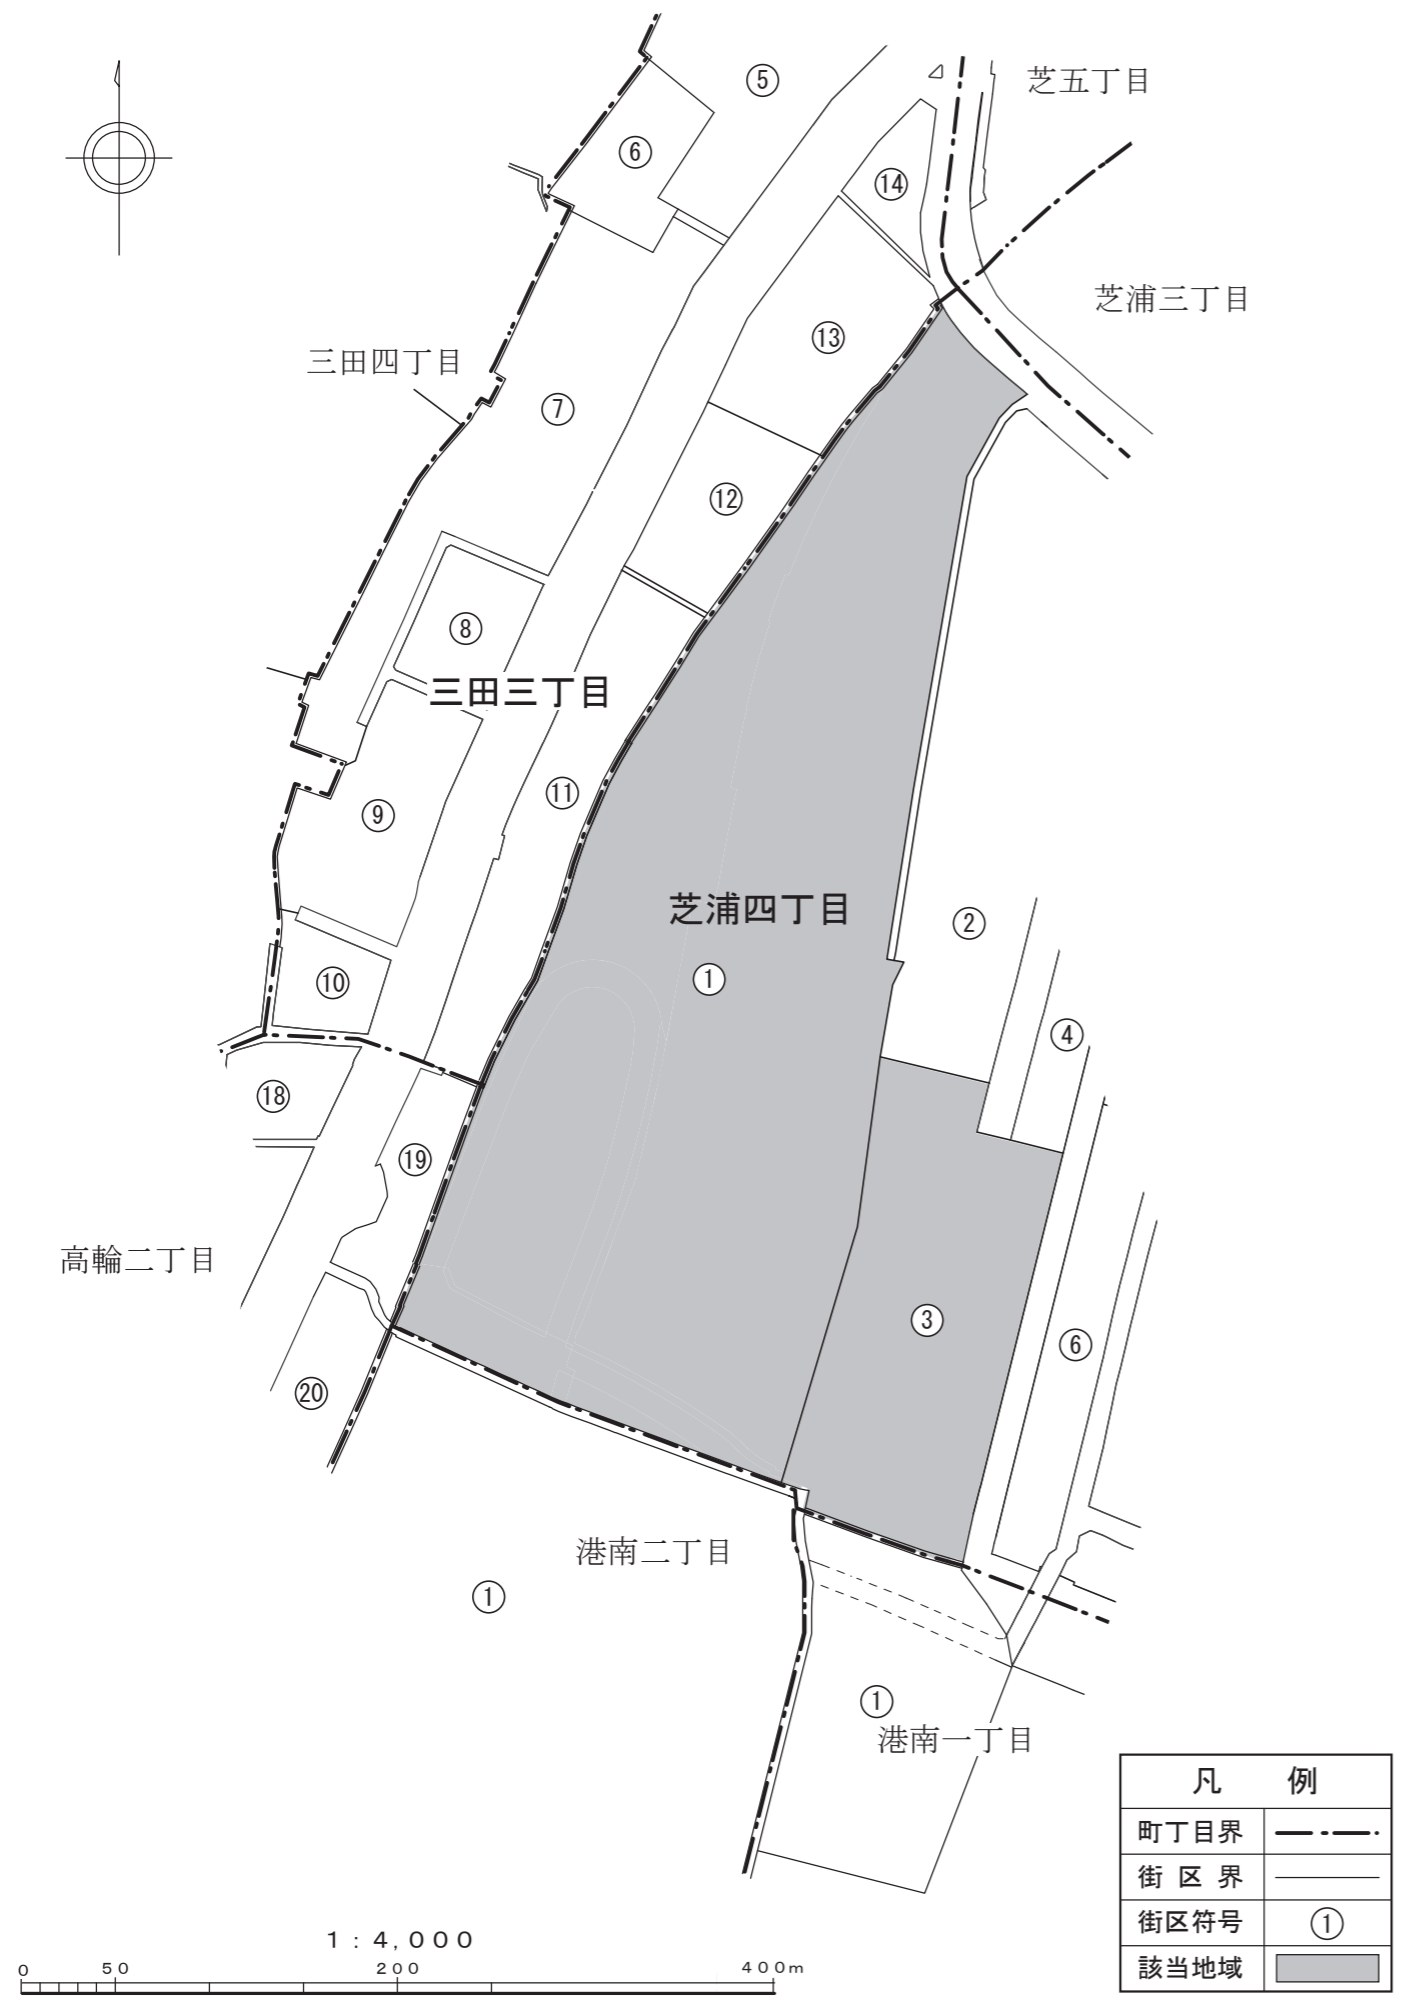 芝五丁目
⑤
⑥
⑭
芝浦三丁目
⑬
三田四丁目
⑦
⑫
⑧
三田三丁目
⑪
⑨
芝浦四丁目
②
①
⑩
④
⑱
⑲
高輪二丁目
③
⑥
⑳
港南二丁目
①
①
港南一丁目
凡 例
町丁目界
街区界
街区符号 ①
該当地域
1:4,000
0 50 200 400m